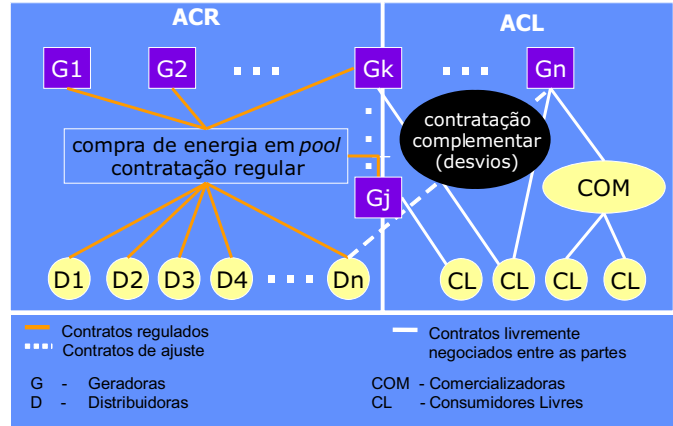 ACR
ACL
G1
G2
Gk
Gn
compra de energia em pool
contratação regular
contratação
complementar
(desvios)
Gj
COM
D1
D2
D3
D4
Dn
CL
CL
CL
CL
Contratos regulados
Contratos de ajuste
Contratos livremente
negociados entre as partes
G - Geradoras
D - Distribuidoras
COM - Comercializadoras
CL - Consumidores Livres